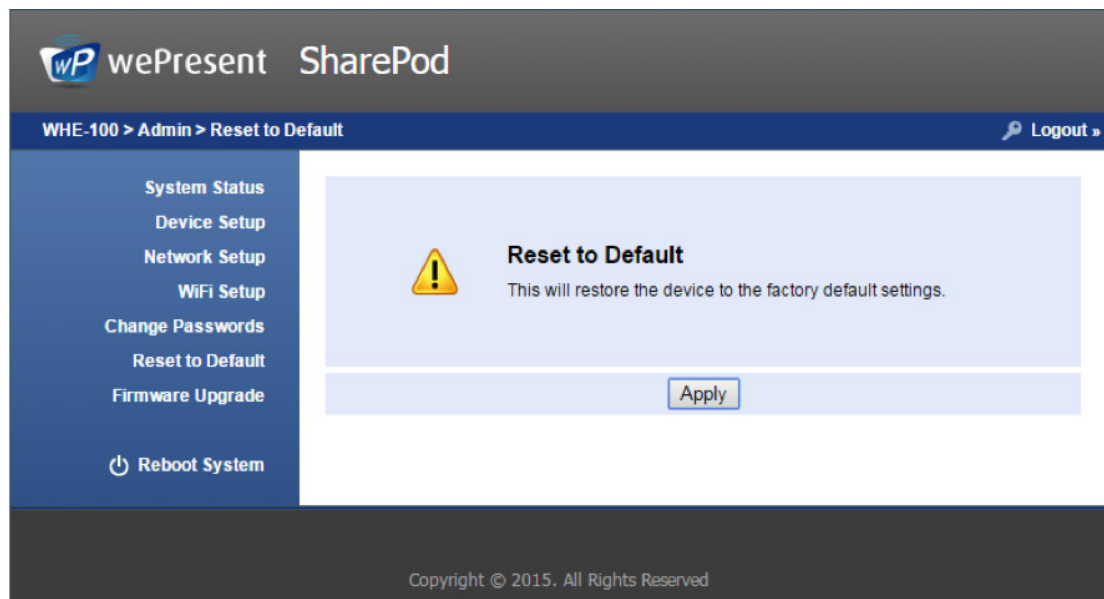 wP wePresent SharePod
WHE-100 > Admin > Reset to Default
Logout »
System Status
Device Setup
Network Setup
WiFi Setup
Change Passwords
Reset to Default
Firmware Upgrade
Reboot System
Reset to Default
This will restore the device to the factory default settings.
Apply
Copyright © 2015. All Rights Reserved